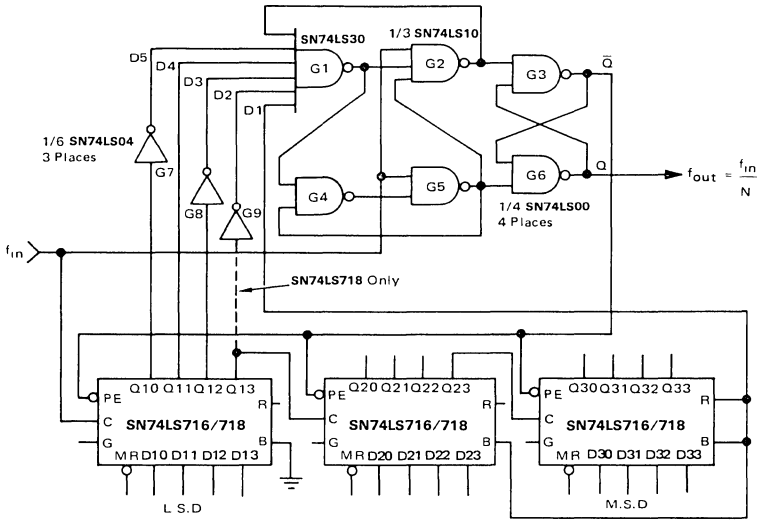 SN74LS30
1/3 SN74LS10
D5
D4
D3
D2
D1
G1
G2
G3
Q̅
1/6 SN74LS04
3 Places
G7
G8
G9
G4
G5
G6
Q
f out = f in / N
1/4 SN74LS00
4 Places
f in
SN74LS718 Only
PE
Q10 Q11 Q12 Q13
R
SN74LS716/718
C
G
B
MR D10 D11 D12 D13
L.S.D
PE
Q20 Q21 Q22 Q23
R
SN74LS716/718
C
G
B
MR D20 D21 D22 D23
PE
Q30 Q31 Q32 Q33
R
SN74LS716/718
C
G
B
MR D30 D31 D32 D33
M.S.D